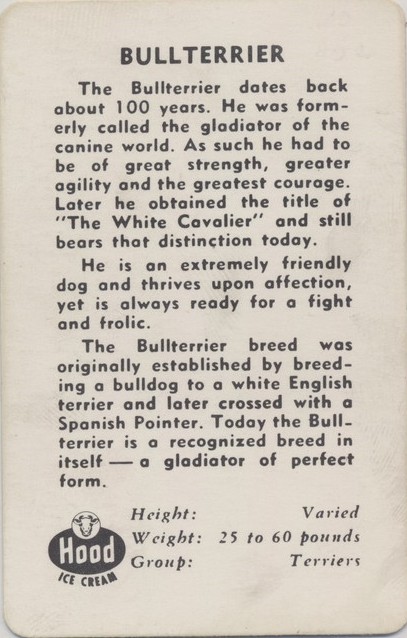 BULLTERRIER
The Bullterrier dates back
about 100 years. He was form-
erly called the gladiator of the
canine world. As such he had to
be of great strength, greater
agility and the greatest courage.
Later he obtained the title of
"The White Cavalier" and still
bears that distinction today.
He is an extremely friendly
dog and thrives upon affection,
yet is always ready for a fight
and frolic.
The Bullterrier breed was
originally established by breed-
ing a bulldog to a white English
terrier and later crossed with a
Spanish Pointer. Today the Bull-
terrier is a recognized breed in
itself — a gladiator of perfect
form.
Height: Varied
Weight: 25 to 60 pounds
Group: Terriers
Hood
ICE CREAM